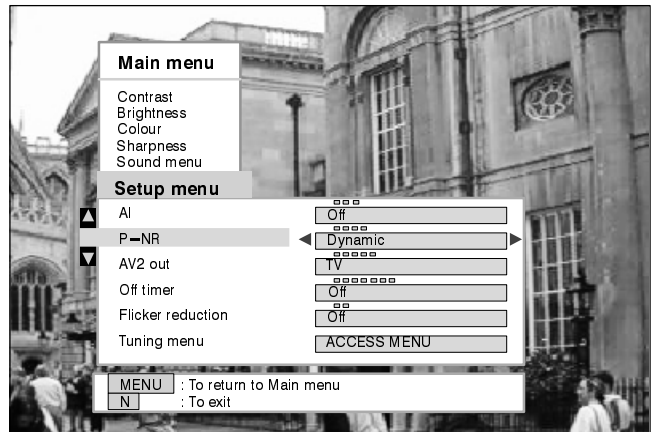 Main menu
Contrast
Brightness
Colour
Sharpness
Sound menu
Setup menu
AI Off
P-NR Dynamic
AV2 out TV
Off timer Off
Flicker reduction Off
Tuning menu ACCESS MENU
MENU : To return to Main menu
N : To exit